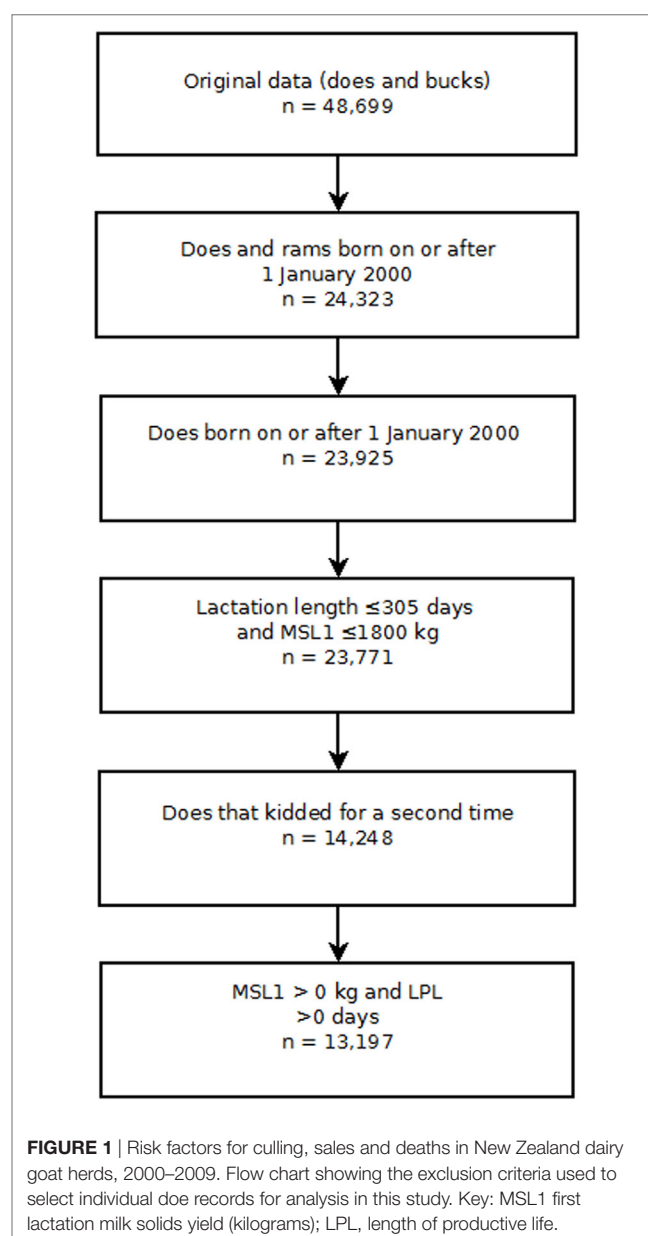 Original data (does and bucks)
n = 48,699
Does and rams born on or after
1 January 2000
n = 24,323
Does born on or after 1 January 2000
n = 23,925
Lactation length ≤305 days
and MSL1 ≤1800 kg
n = 23,771
Does that kidded for a second time
n = 14,248
MSL1 > 0 kg and LPL
>0 days
n = 13,197
FIGURE 1 | Risk factors for culling, sales and deaths in New Zealand dairy
goat herds, 2000–2009. Flow chart showing the exclusion criteria used to
select individual doe records for analysis in this study. Key: MSL1 first
lactation milk solids yield (kilograms); LPL, length of productive life.